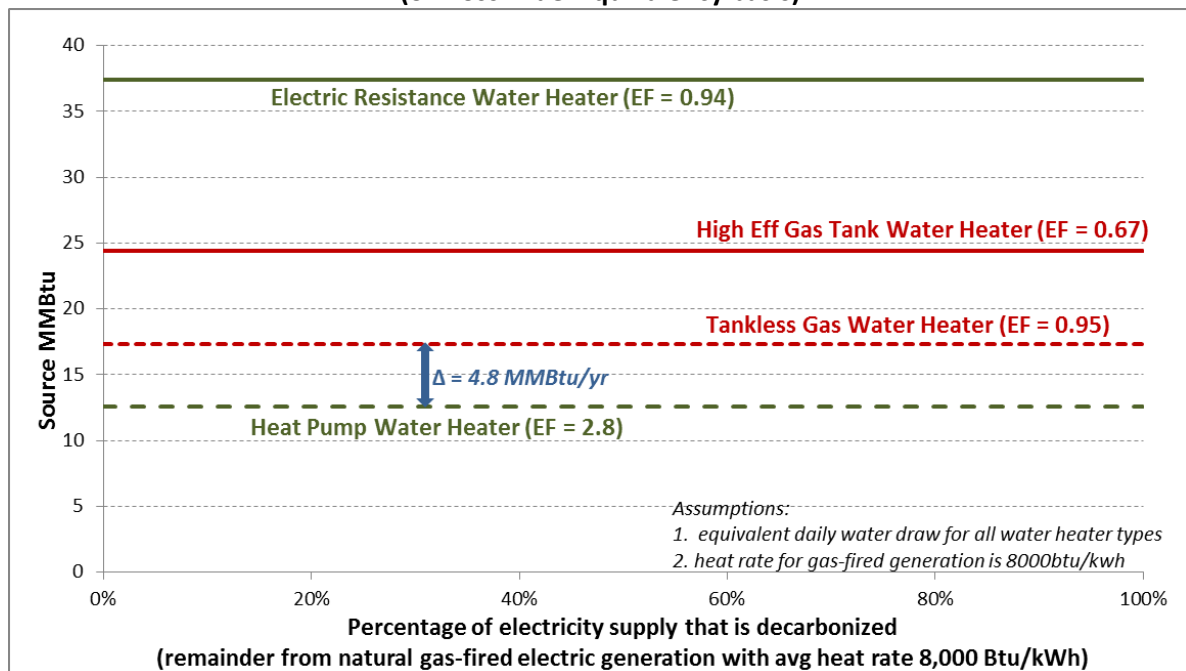 40
35
30
25
20
15
10
5
0
Source MMBtu
Electric Resistance Water Heater (EF = 0.94)
High Eff Gas Tank Water Heater (EF = 0.67)
Tankless Gas Water Heater (EF = 0.95)
Δ = 4.8 MMBtu/yr
Heat Pump Water Heater (EF = 2.8)
Assumptions:
1. equivalent daily water draw for all water heater types
2. heat rate for gas-fired generation is 8000btu/kwh
0%
20%
40%
60%
80%
100%
Percentage of electricity supply that is decarbonized
(remainder from natural gas-fired electric generation with avg heat rate 8,000 Btu/kWh)